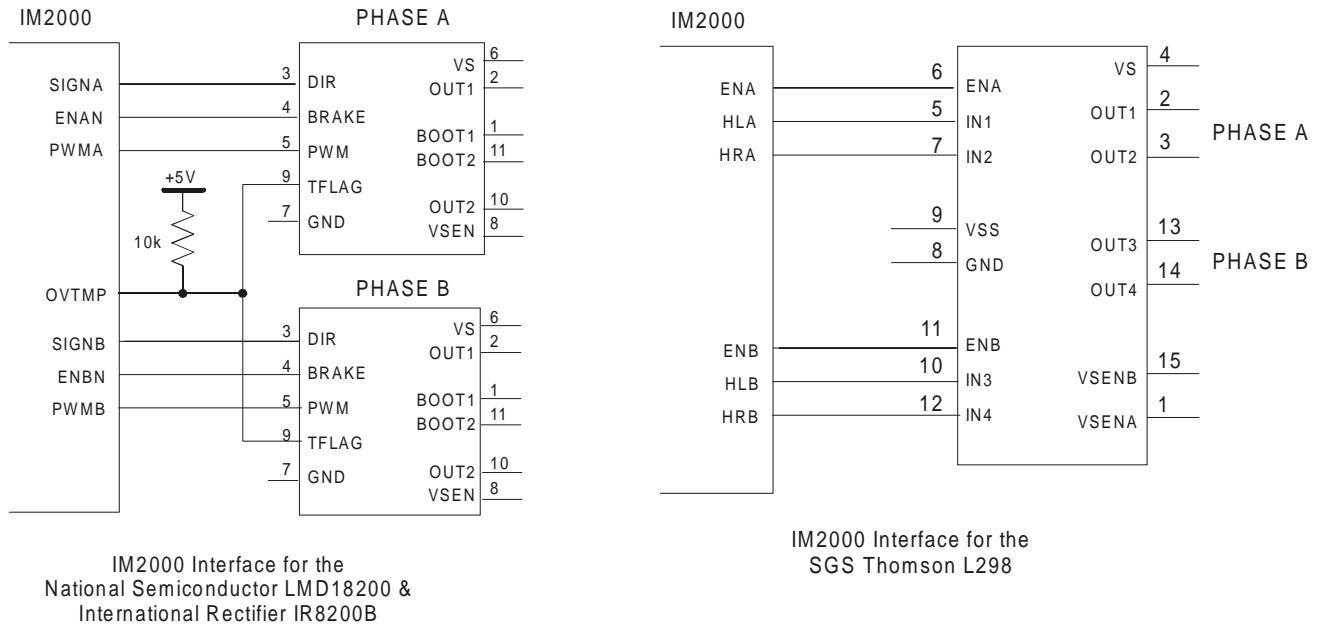 IM2000
PHASE A
SIGNA
ENAN
PWMA
+5V
10k
OVTMP
SIGNB
ENBN
PWMB
3
DIR
4
BRAKE
5
PWM
9
TFLAG
7
GND
VS
6
OUT1
2
BOOT1
1
BOOT2
11
OUT2
10
VSEN
8
PHASE B
3
DIR
4
BRAKE
5
PWM
9
TFLAG
7
GND
VS
6
OUT1
2
BOOT1
1
BOOT2
11
OUT2
10
VSEN
8
IM2000 Interface for the
National Semiconductor LMD18200 &
International Rectifier IR8200B
IM2000
ENA
HLA
HRA
ENB
HLB
HRB
6
ENA
5
IN1
7
IN2
9
VSS
8
GND
11
ENB
10
IN3
12
IN4
VS
4
OUT1
2
OUT2
3
PHASE A
OUT3
13
OUT4
14
PHASE B
VSENB
15
VSENA
1
IM2000 Interface for the
SGS Thomson L298